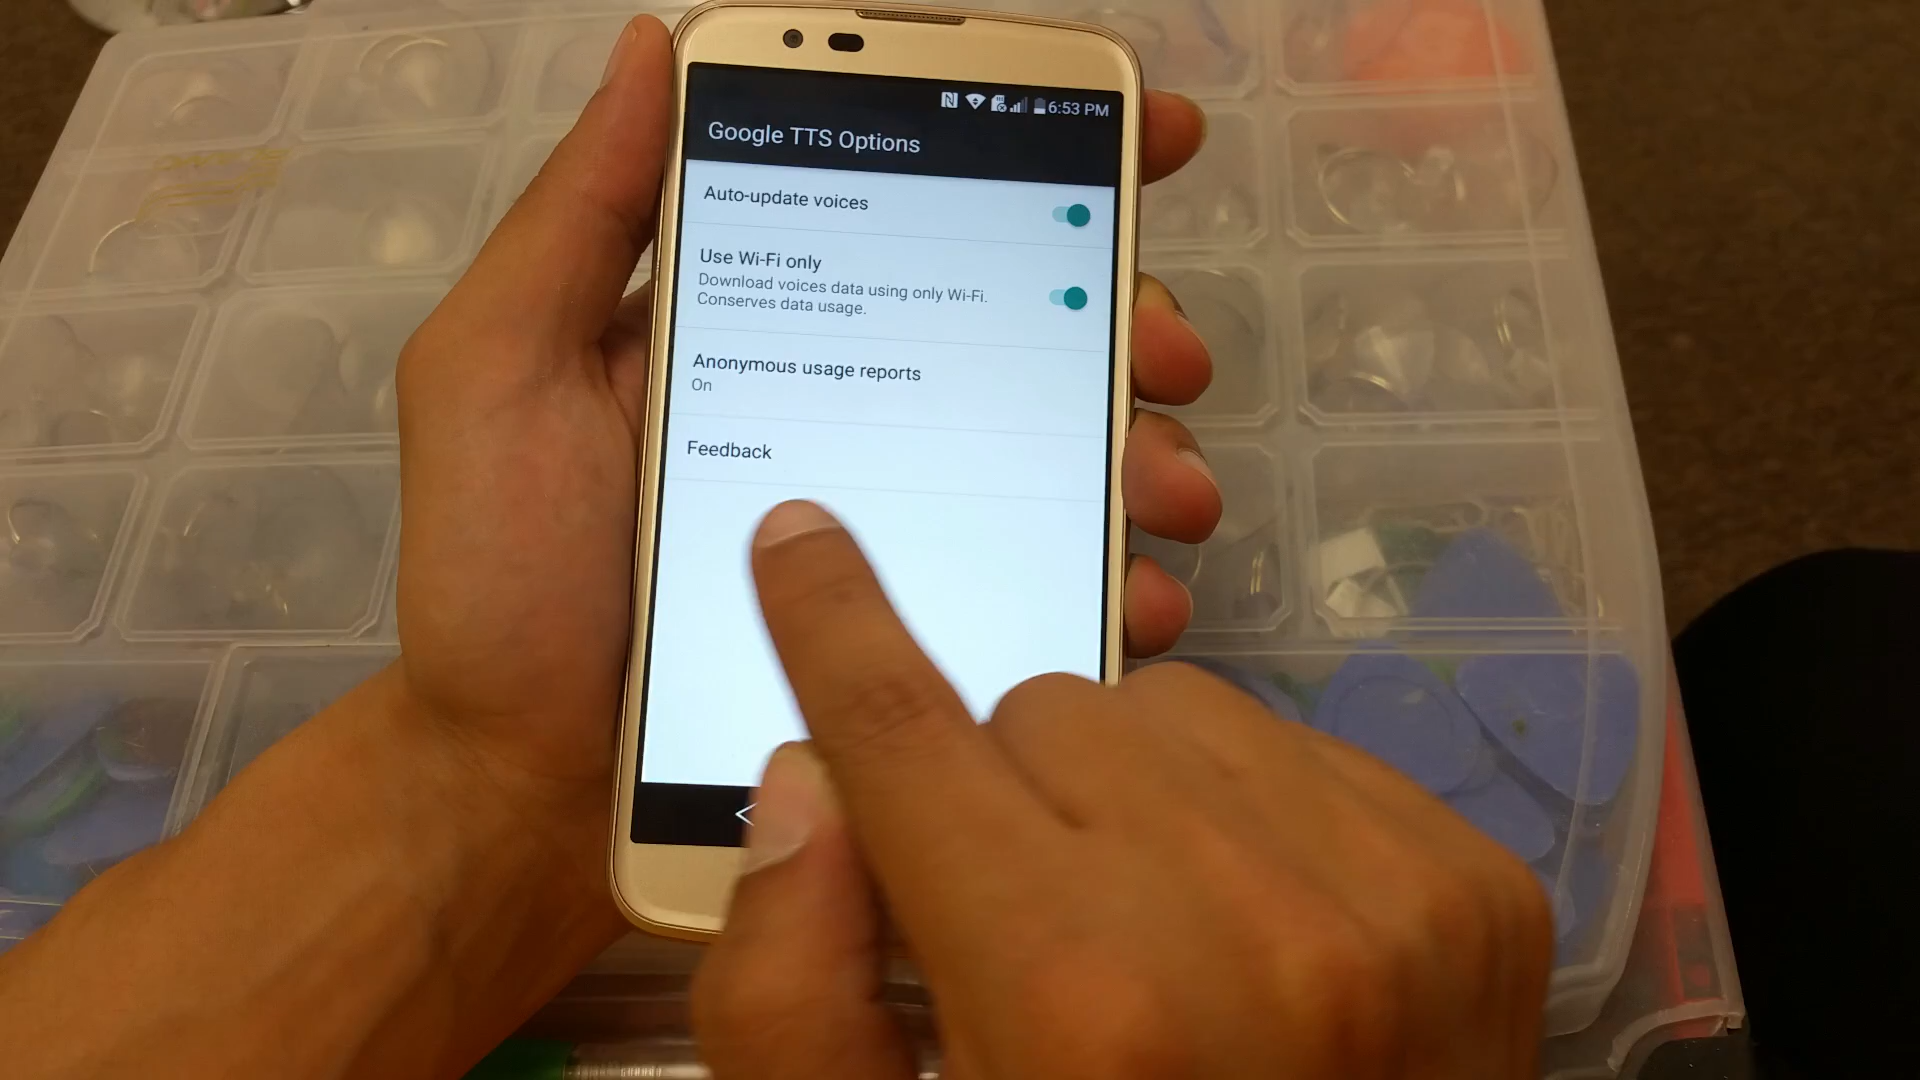 6:53 PM
Google TTS Options
Auto-update voices
Use Wi-Fi only
Download voices data using only Wi-Fi.
Conserves data usage.
Anonymous usage reports
On
Feedback